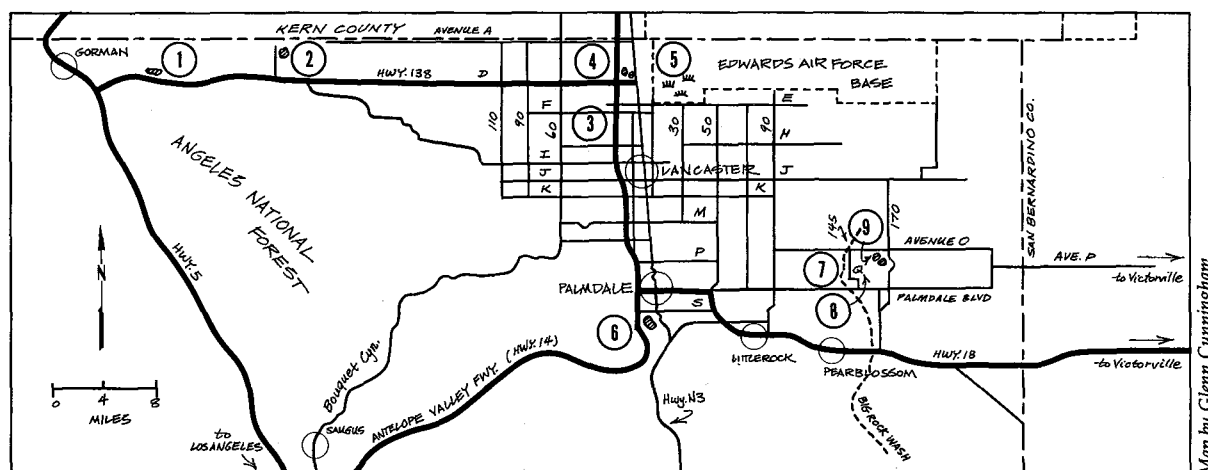 KERN COUNTY
AVENUE A
GORMAN
1
2
4
5
HWY. 138
D
EDWARDS AIR FORCE
BASE
E
F
3
110
90
60
30
50
90
H
H
J
LANCASTER
J
K
K
SAN BERNARDINO CO.
ANGELES NATIONAL
FOREST
M
145
9
170
AVENUE O
P
7
Q
AVE. P
to Victorville
N
HWY. 5
PALMDALE
PALMDALE BLVD
S
8
6
LITTLEROCK
PEARBLOSSOM
HWY. 18
to Victorville
Bouquet Cyn.
ANTELOPE VALLEY FWY. (HWY. 14)
Hwy. N3
BIG ROCK WASH
0 4 8
MILES
to
LOS ANGELES
SAUGUS
Map by Glenn Cunningham